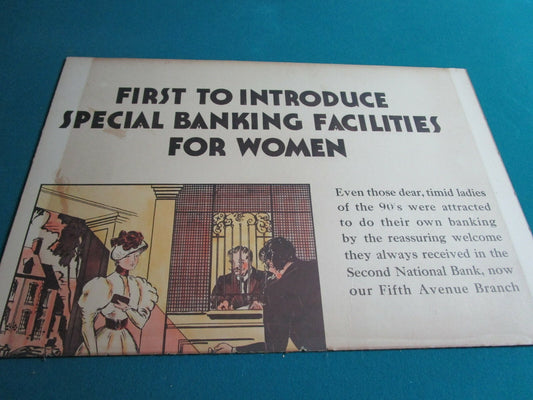 FIRST TO INTRODUCE
SPECIAL BANKING FACILITIES
FOR WOMEN
Even those dear, timid ladies
of the 90's were attracted
to do their own banking
by the reassuring welcome
they always received in the
Second National Bank, now
our Fifth Avenue Branch